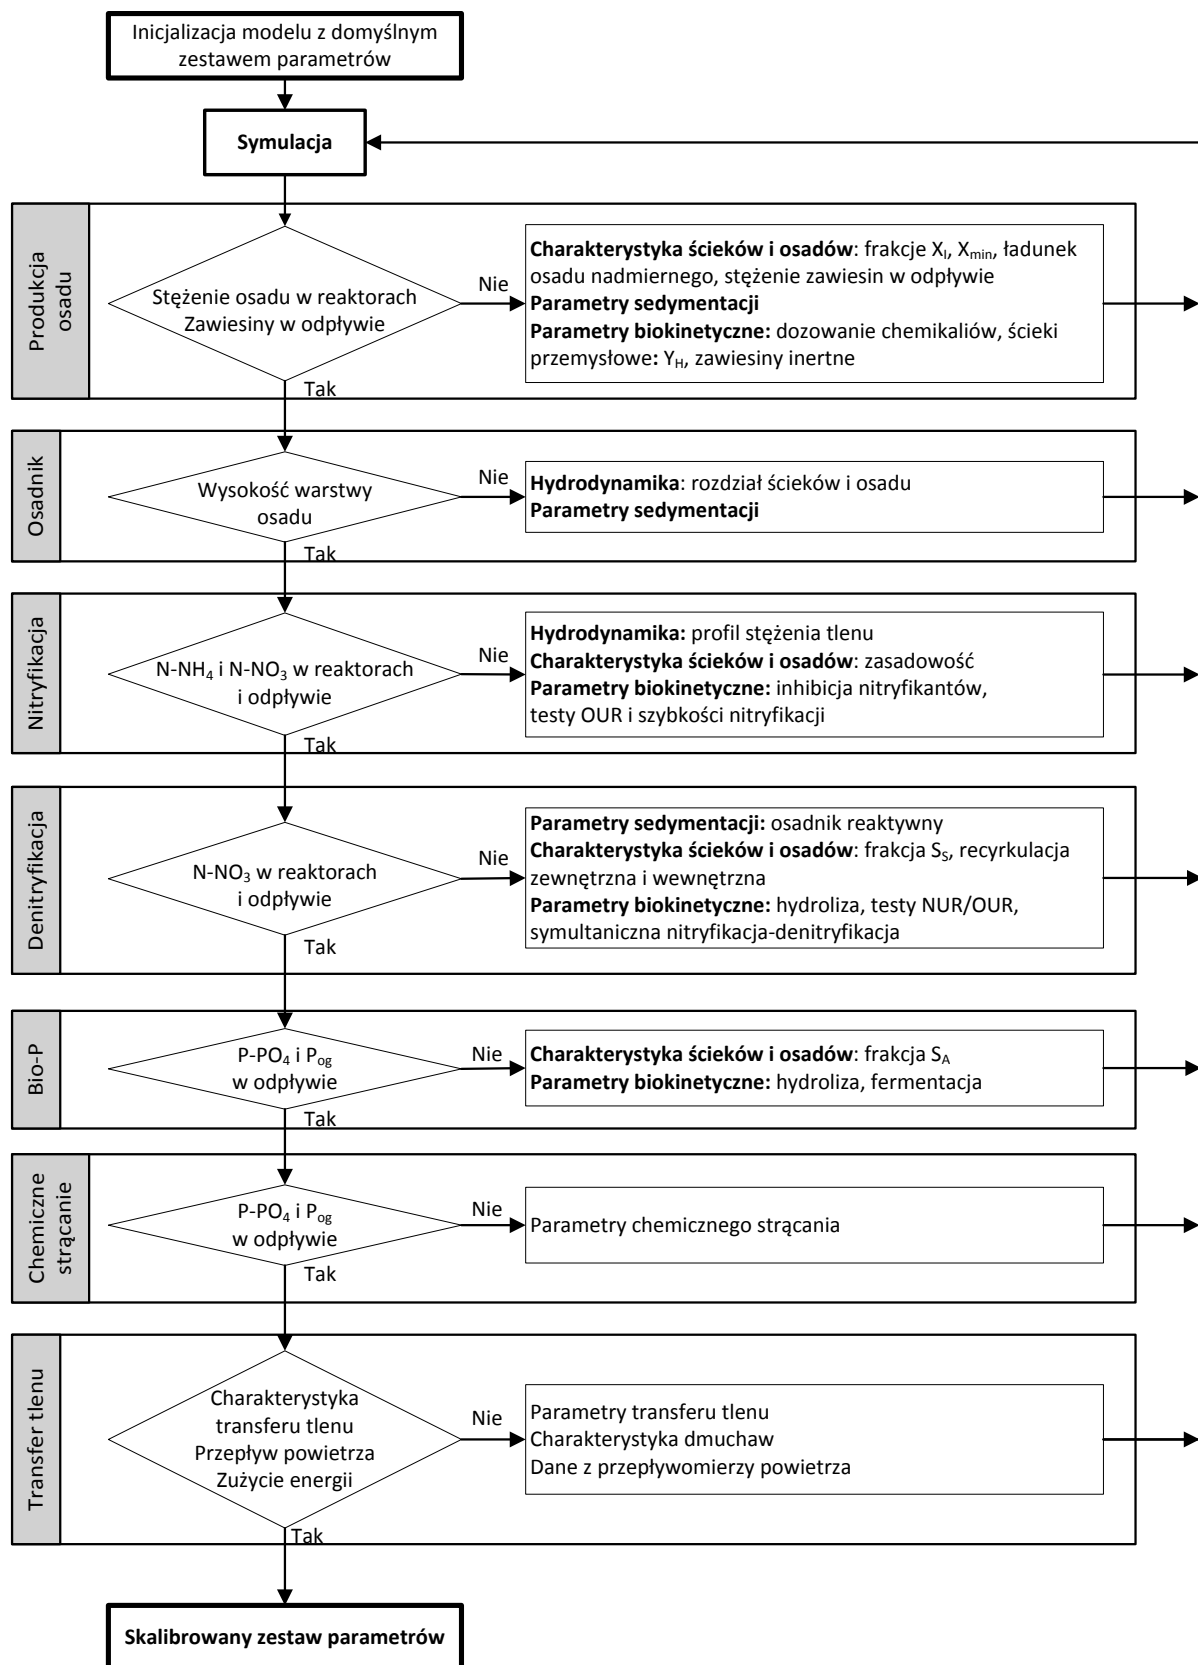 Inicjalizacja modelu z domyślnym
zestawem parametrów
Symulacja
Produkcja
osadu
Stężenie osadu w reaktorach
Zawiesiny w odpływie
Nie
Charakterystyka ścieków i osadów: frakcje X_I, X_min, ładunek
osadu nadmiernego, stężenie zawiesin w odpływie
Parametry sedymentacji
Parametry biokinetyczne: dozowanie chemikaliów, ścieki
przemysłowe: Y_H, zawiesiny inertne
Tak
Osadnik
Wysokość warstwy
osadu
Nie
Hydrodynamika: rozdział ścieków i osadu
Parametry sedymentacji
Tak
Nitryfikacja
N-NH₄ i N-NO₃ w reaktorach
i odpływie
Nie
Hydrodynamika: profil stężenia tlenu
Charakterystyka ścieków i osadów: zasadowość
Parametry biokinetyczne: inhibicja nitryfikantów,
testy OUR i szybkości nitryfikacji
Tak
Denitryfikacja
N-NO₃ w reaktorach
i odpływie
Nie
Parametry sedymentacji: osadnik reaktywny
Charakterystyka ścieków i osadów: frakcja S_S, recyrkulacja
zewnętrzna i wewnętrzna
Parametry biokinetyczne: hydroliza, testy NUR/OUR,
symultaniczna nitryfikacja-denitryfikacja
Tak
Bio-P
P-PO₄ i P_og
w odpływie
Nie
Charakterystyka ścieków i osadów: frakcja S_A
Parametry biokinetyczne: hydroliza, fermentacja
Tak
Chemiczne
strącanie
P-PO₄ i P_og
w odpływie
Nie
Parametry chemicznego strącania
Tak
Transfer tlenu
Charakterystyka
transferu tlenu
Przepływ powietrza
Zużycie energii
Nie
Parametry transferu tlenu
Charakterystyka dmuchaw
Dane z przepływomierzy powietrza
Tak
Skalibrowany zestaw parametrów